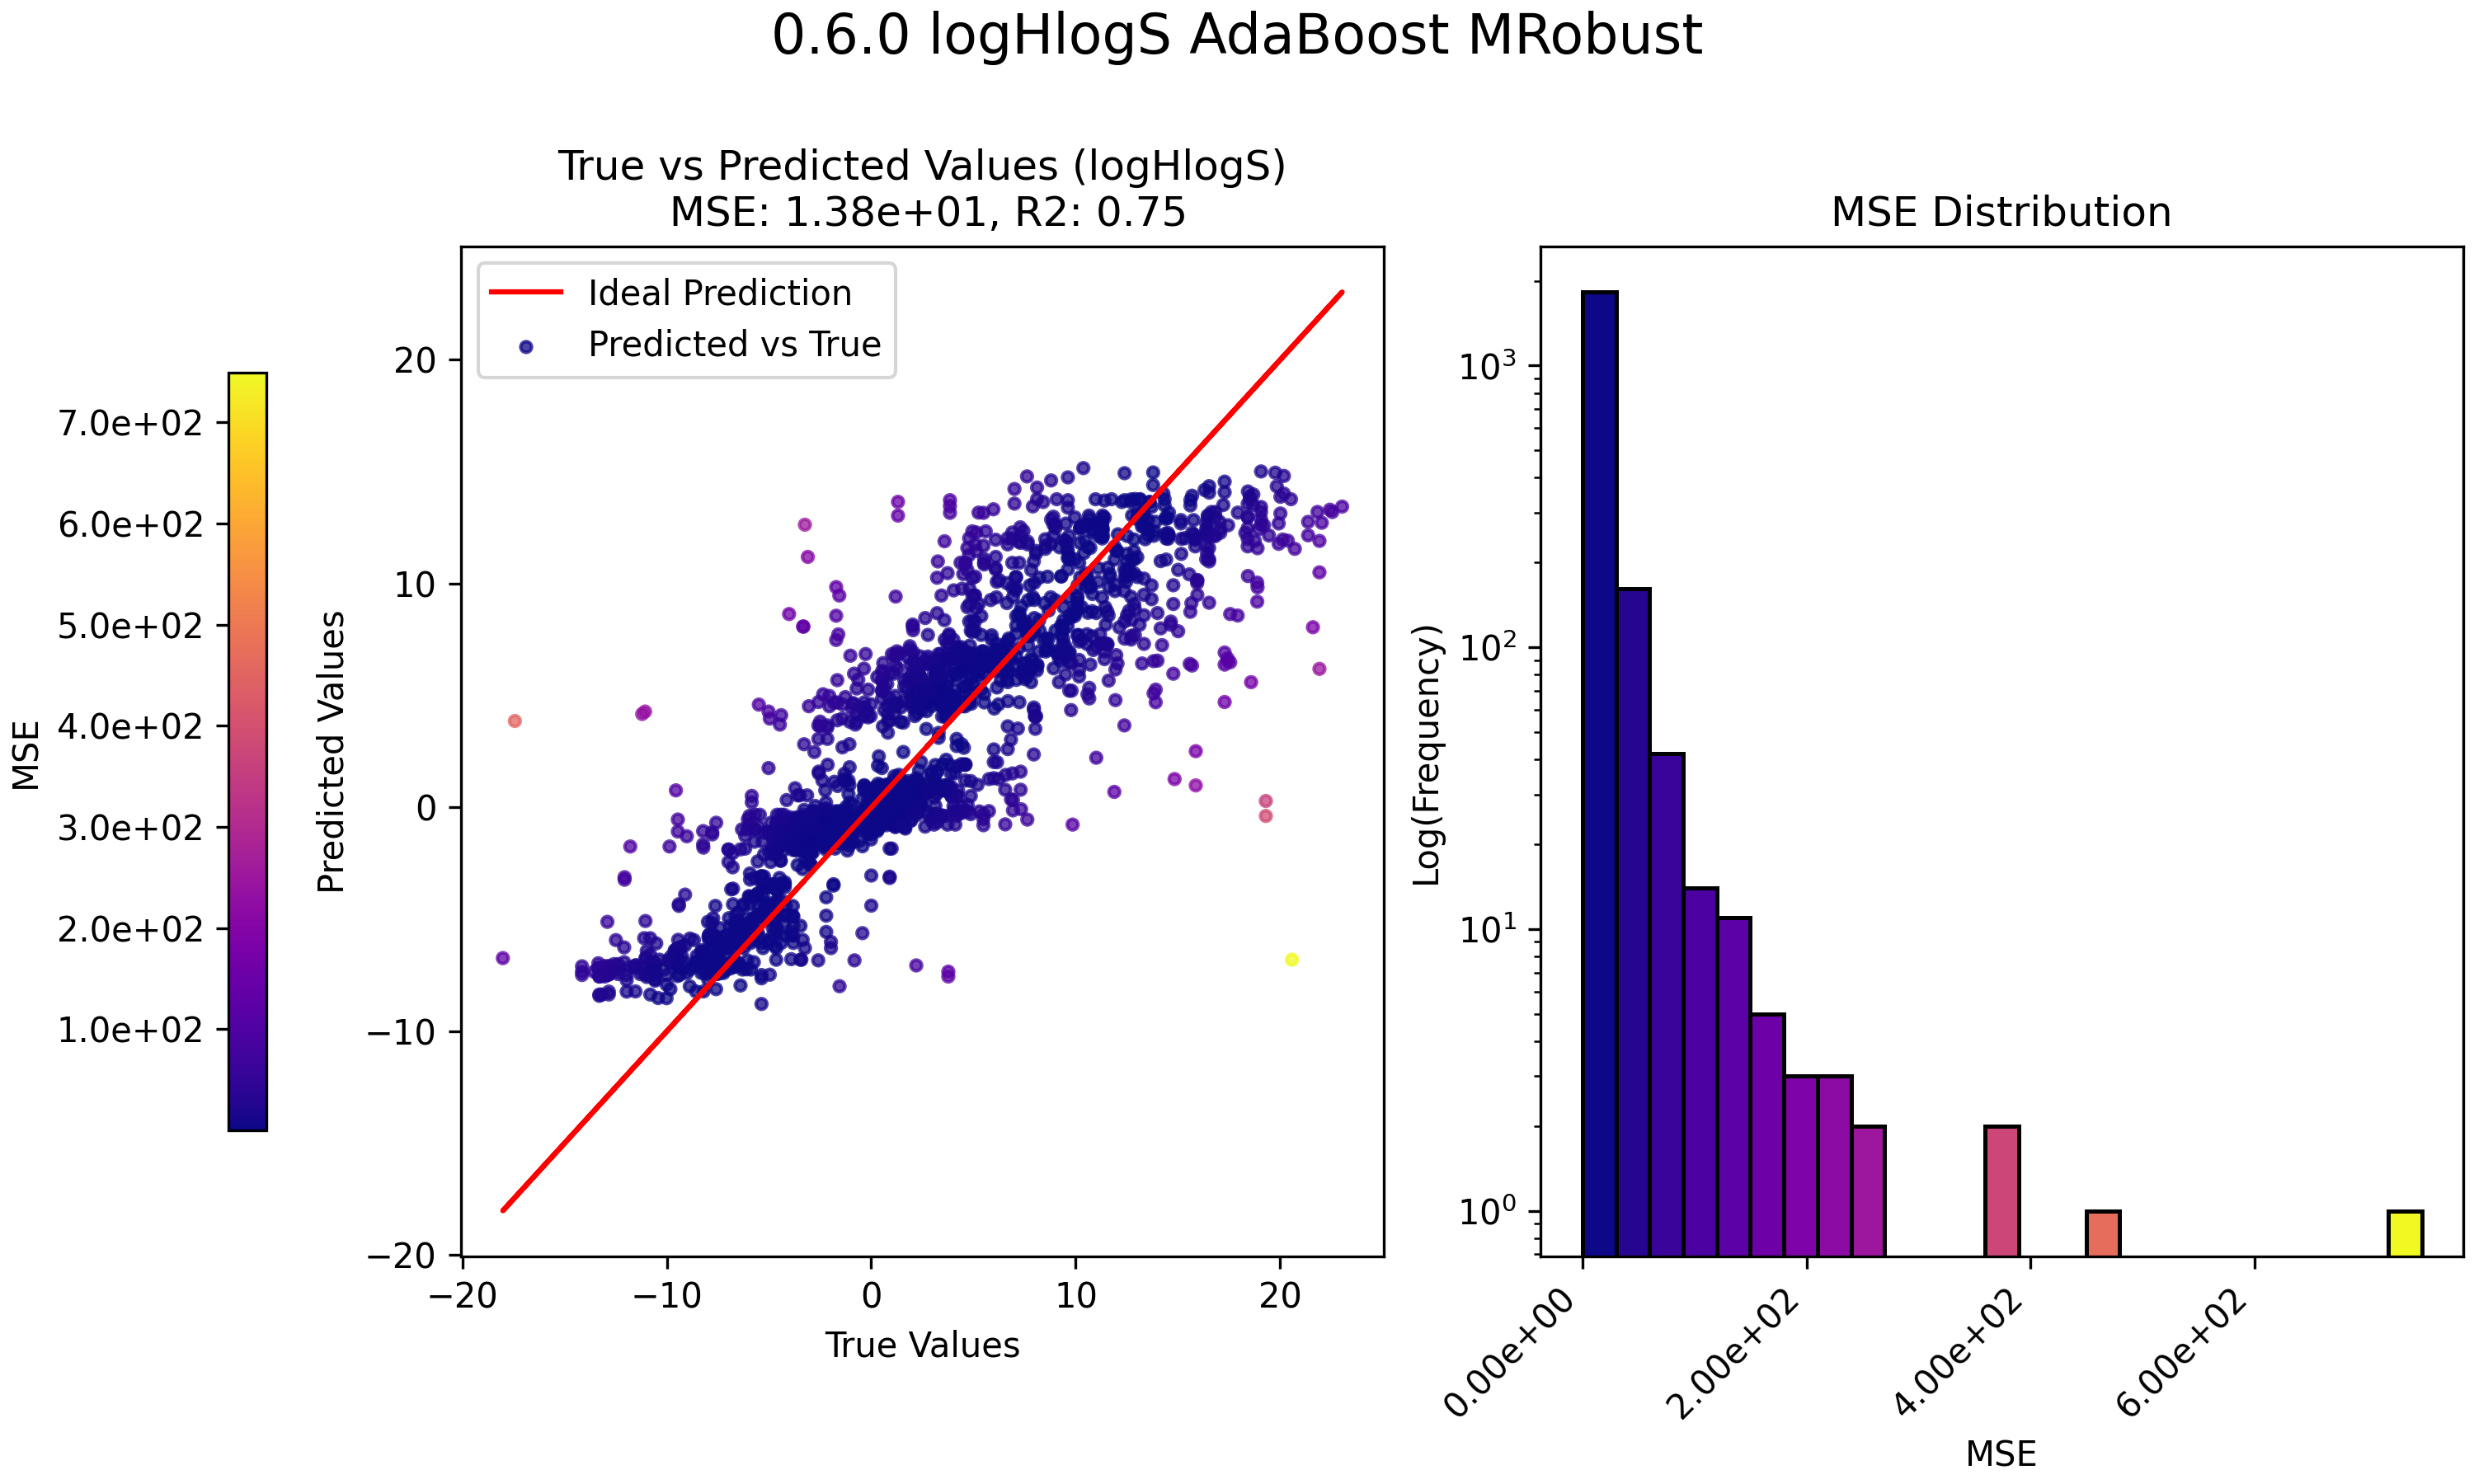 0.6.0 logHlogS AdaBoost MRobust
True vs Predicted Values (logHlogS)
MSE: 1.38e+01, R2: 0.75
Ideal Prediction
Predicted vs True
20
10
0
−10
−20
−20
−10
0
10
20
True Values
Predicted Values
7.0e+02
6.0e+02
5.0e+02
4.0e+02
3.0e+02
2.0e+02
1.0e+02
MSE
MSE Distribution
10³
10²
10¹
10⁰
Log(Frequency)
0.00e+00
2.00e+02
4.00e+02
6.00e+02
MSE